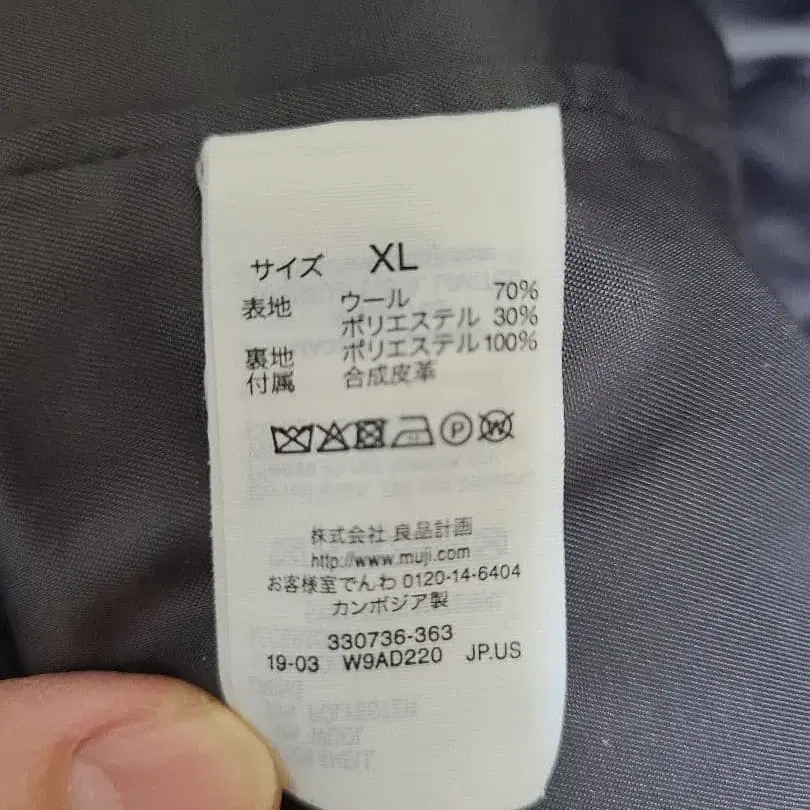 サイズ XL
表地 ウール 70%
ポリエステル 30%
裏地 ポリエステル 100%
付属 合成皮革
P W
株式会社 良品計画
http://www.muji.com
お客様室でんわ 0120-14-6404
カンボジア製
330736-363
19-03 W9AD220 JP.US